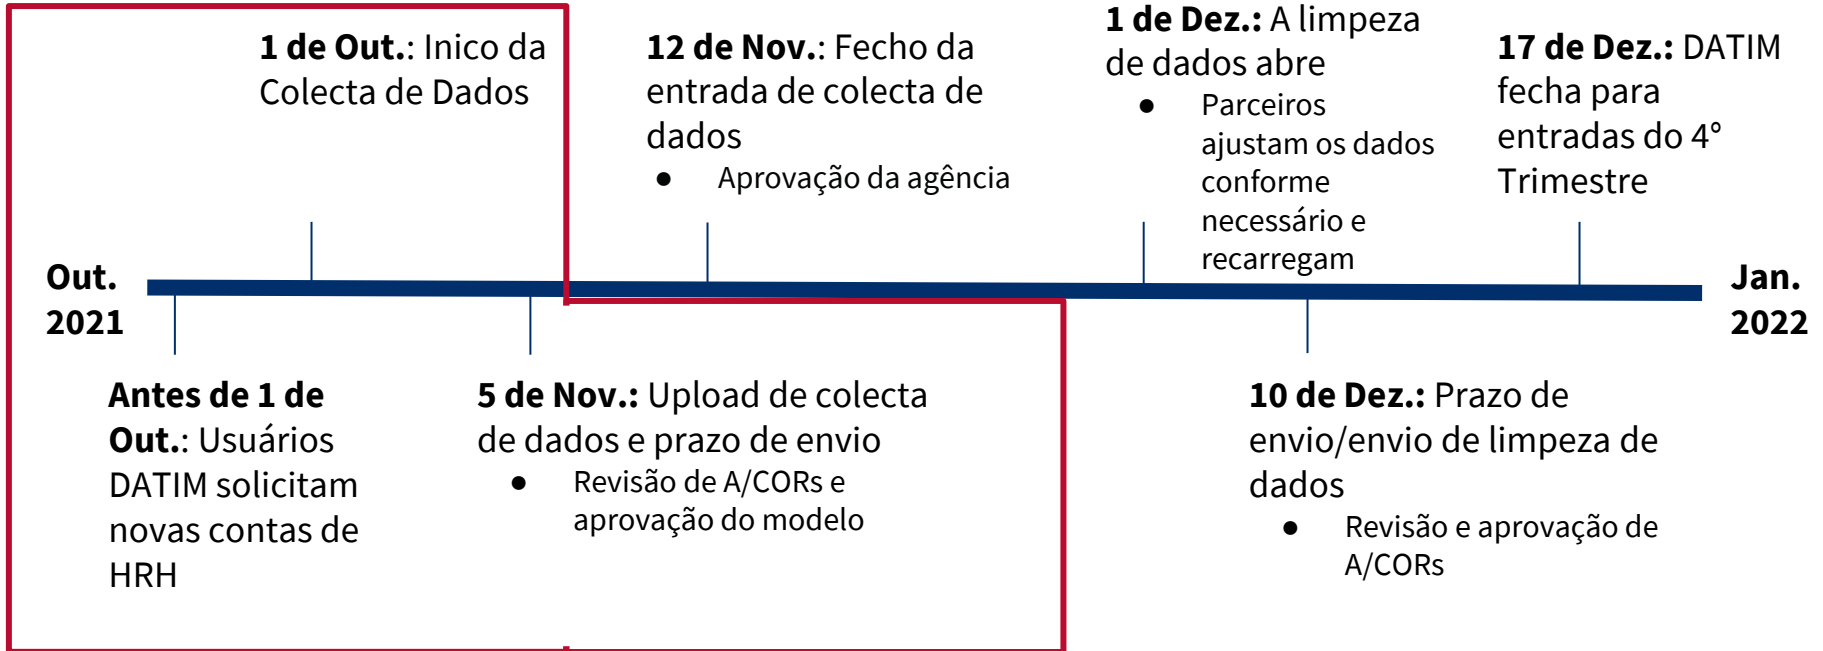 1 de Out.: Inico da
Colecta de Dados
12 de Nov.: Fecho da
entrada de colecta de
dados
● Aprovação da agência
1 de Dez.: A limpeza
de dados abre
● Parceiros
ajustam os dados
conforme
necessário e
recarregam
17 de Dez.: DATIM
fecha para
entradas do 4º
Trimestre
Out.
2021
Jan.
2022
Antes de 1 de
Out.: Usuários
DATIM solicitam
novas contas de
HRH
5 de Nov.: Upload de colecta
de dados e prazo de envio
● Revisão de A/CORs e
aprovação do modelo
10 de Dez.: Prazo de
envio/envio de limpeza de
dados
● Revisão e aprovação de
A/CORs